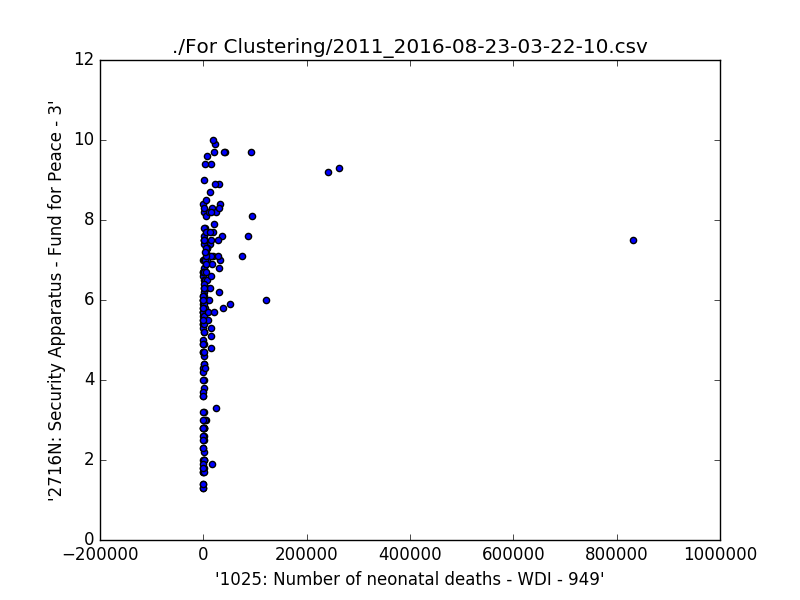 ./For Clustering/2011_2016-08-23-03-22-10.csv
12
10
8
6
4
2
0
'2716N: Security Apparatus - Fund for Peace - 3'
−200000 0 200000 400000 600000 800000 1000000
'1025: Number of neonatal deaths - WDI - 949'